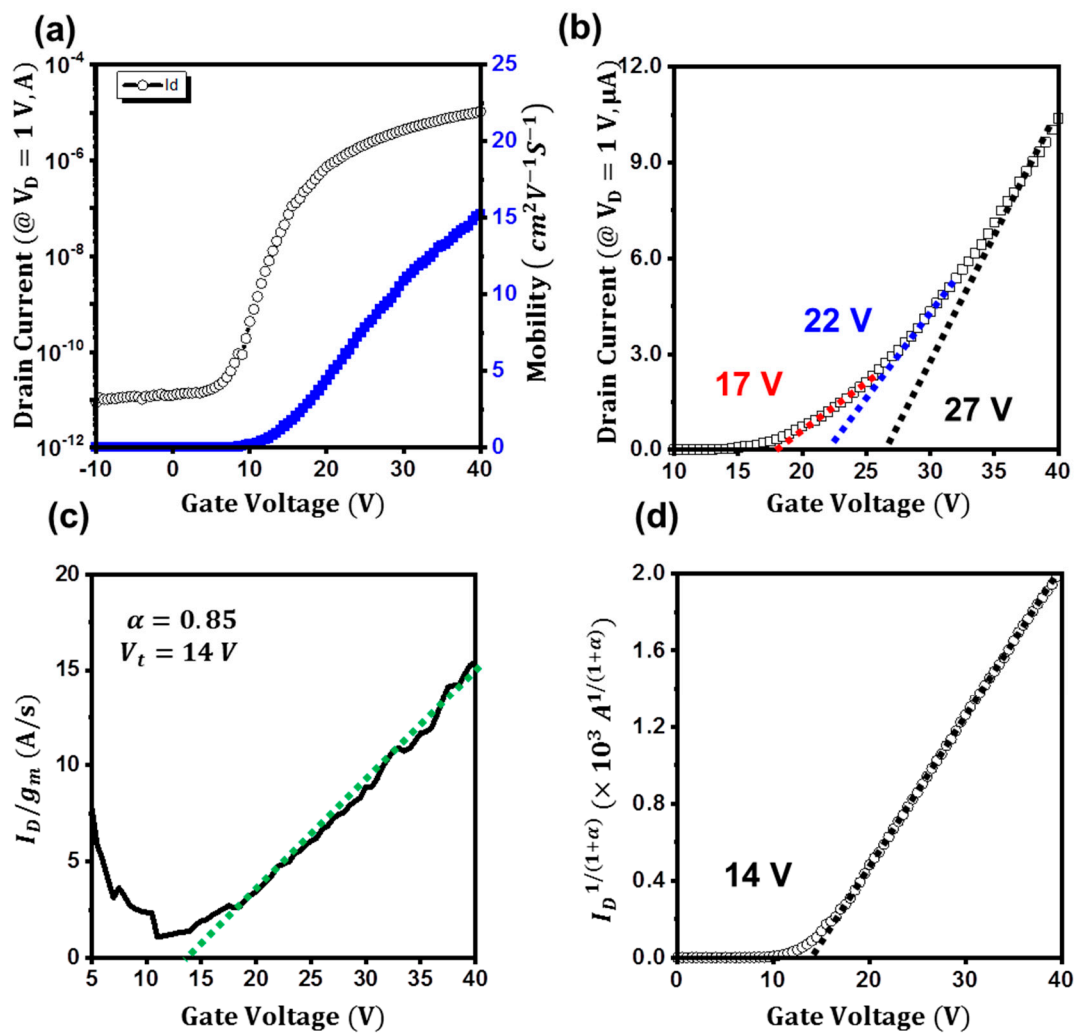 (a)
10⁻⁴
10⁻⁶
10⁻⁸
10⁻¹⁰
10⁻¹²
Drain Current (@ V_D = 1 V, A)
Id
25
20
15
10
5
0
Mobility ( cm²V⁻¹S⁻¹)
-10 0 10 20 30 40
Gate Voltage (V)
(b)
12.0
9.0
6.0
3.0
0.0
Drain Current (@ V_D = 1 V, μA)
22 V
17 V
27 V
10 15 20 25 30 35 40
Gate Voltage (V)
(c)
20
15
10
5
0
I_D/g_m (A/s)
α = 0.85
V_t = 14 V
5 10 15 20 25 30 35 40
Gate Voltage (V)
(d)
2.0
1.6
1.2
0.8
0.4
0
I_D^1/(1+α) (× 10³ A^1/(1+α))
14 V
0 10 20 30 40
Gate Voltage (V)